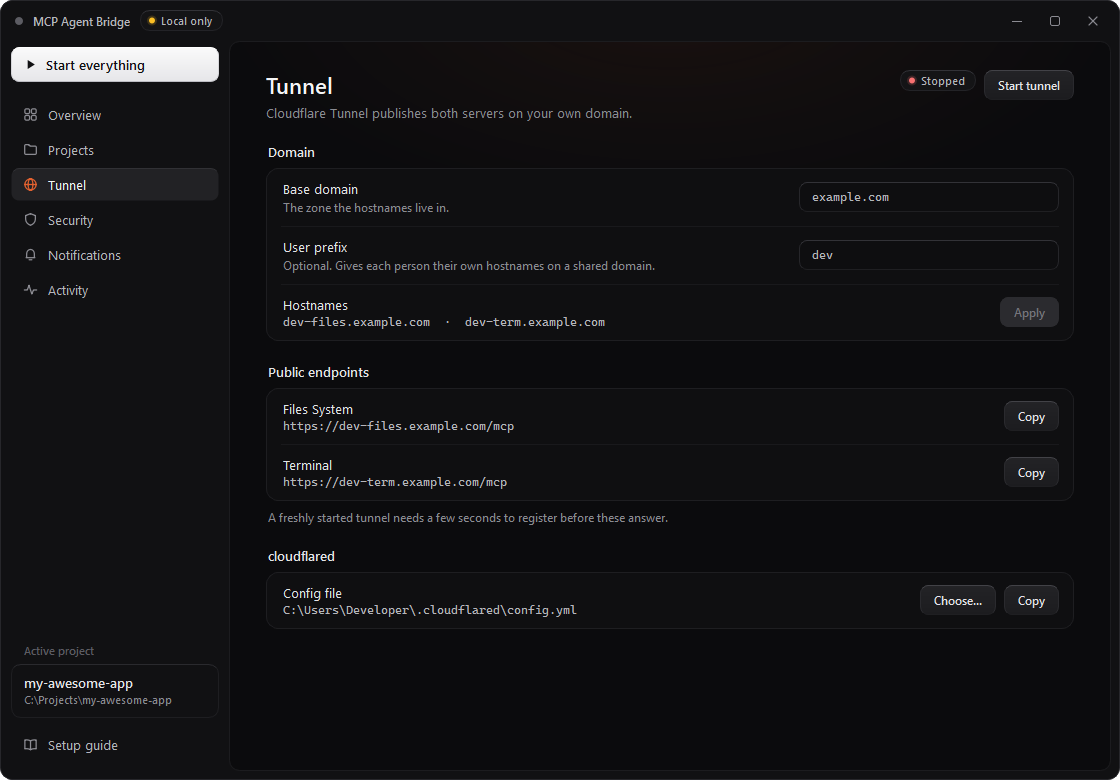 MCP Agent Bridge
Local only
Start everything
Overview
Projects
Tunnel
Security
Notifications
Activity
Active project
my-awesome-app
C:\Projects\my-awesome-app
Setup guide
Tunnel
Cloudflare Tunnel publishes both servers on your own domain.
Stopped
Start tunnel
Domain
Base domain
The zone the hostnames live in.
example.com
User prefix
Optional. Gives each person their own hostnames on a shared domain.
dev
Hostnames
dev-files.example.com · dev-term.example.com
Apply
Public endpoints
Files System
https://dev-files.example.com/mcp
Copy
Terminal
https://dev-term.example.com/mcp
Copy
A freshly started tunnel needs a few seconds to register before these answer.
cloudflared
Config file
C:\Users\Developer\.cloudflared\config.yml
Choose...
Copy